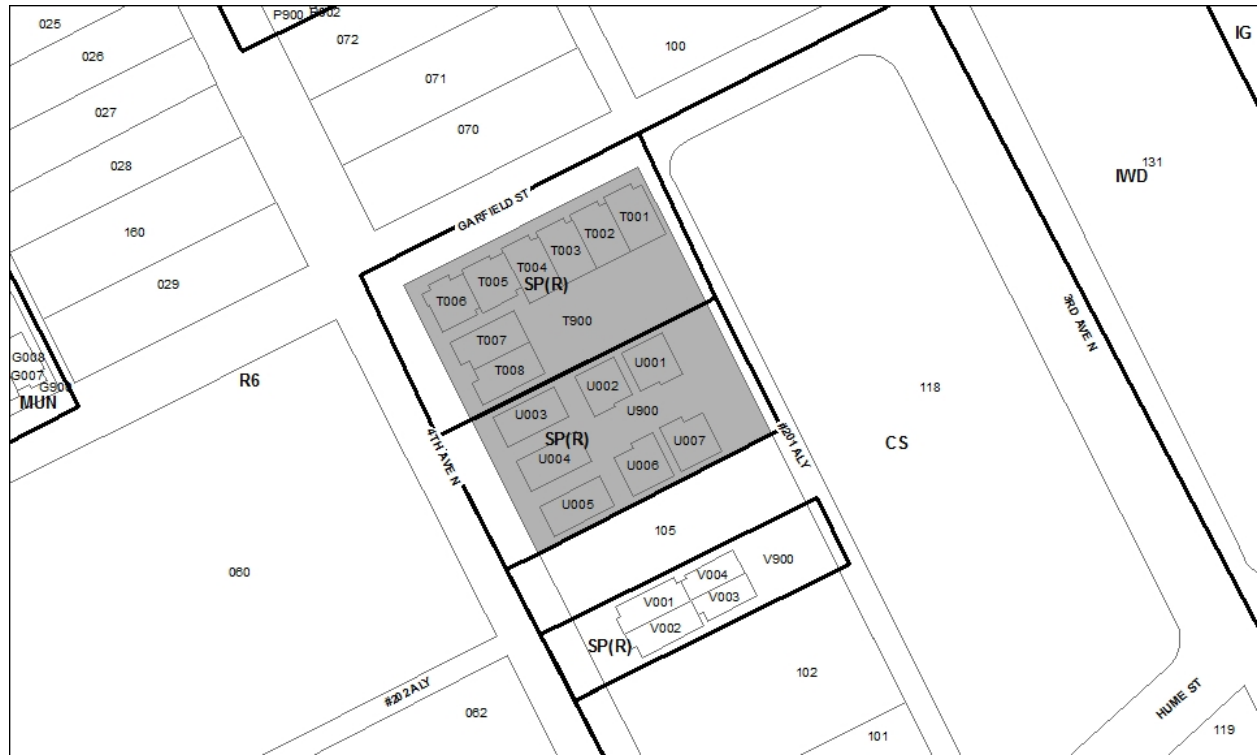 025
P900
072
026
071
100
IG
027
070
028
131
IWD
160
GARFIELD ST
T001
T002
T003
T004
T005
T006
SP(R)
029
T900
3RD AVE N
T007
G008
G007
T008
U001
U002
R6
MUN
U003
U900
118
4TH AVE N
SP(R)
U007
#201 ALY
CS
U004
U006
U005
105
V900
060
V004
V001
V003
V002
SP(R)
102
#202 ALY
HUME ST
062
101
119